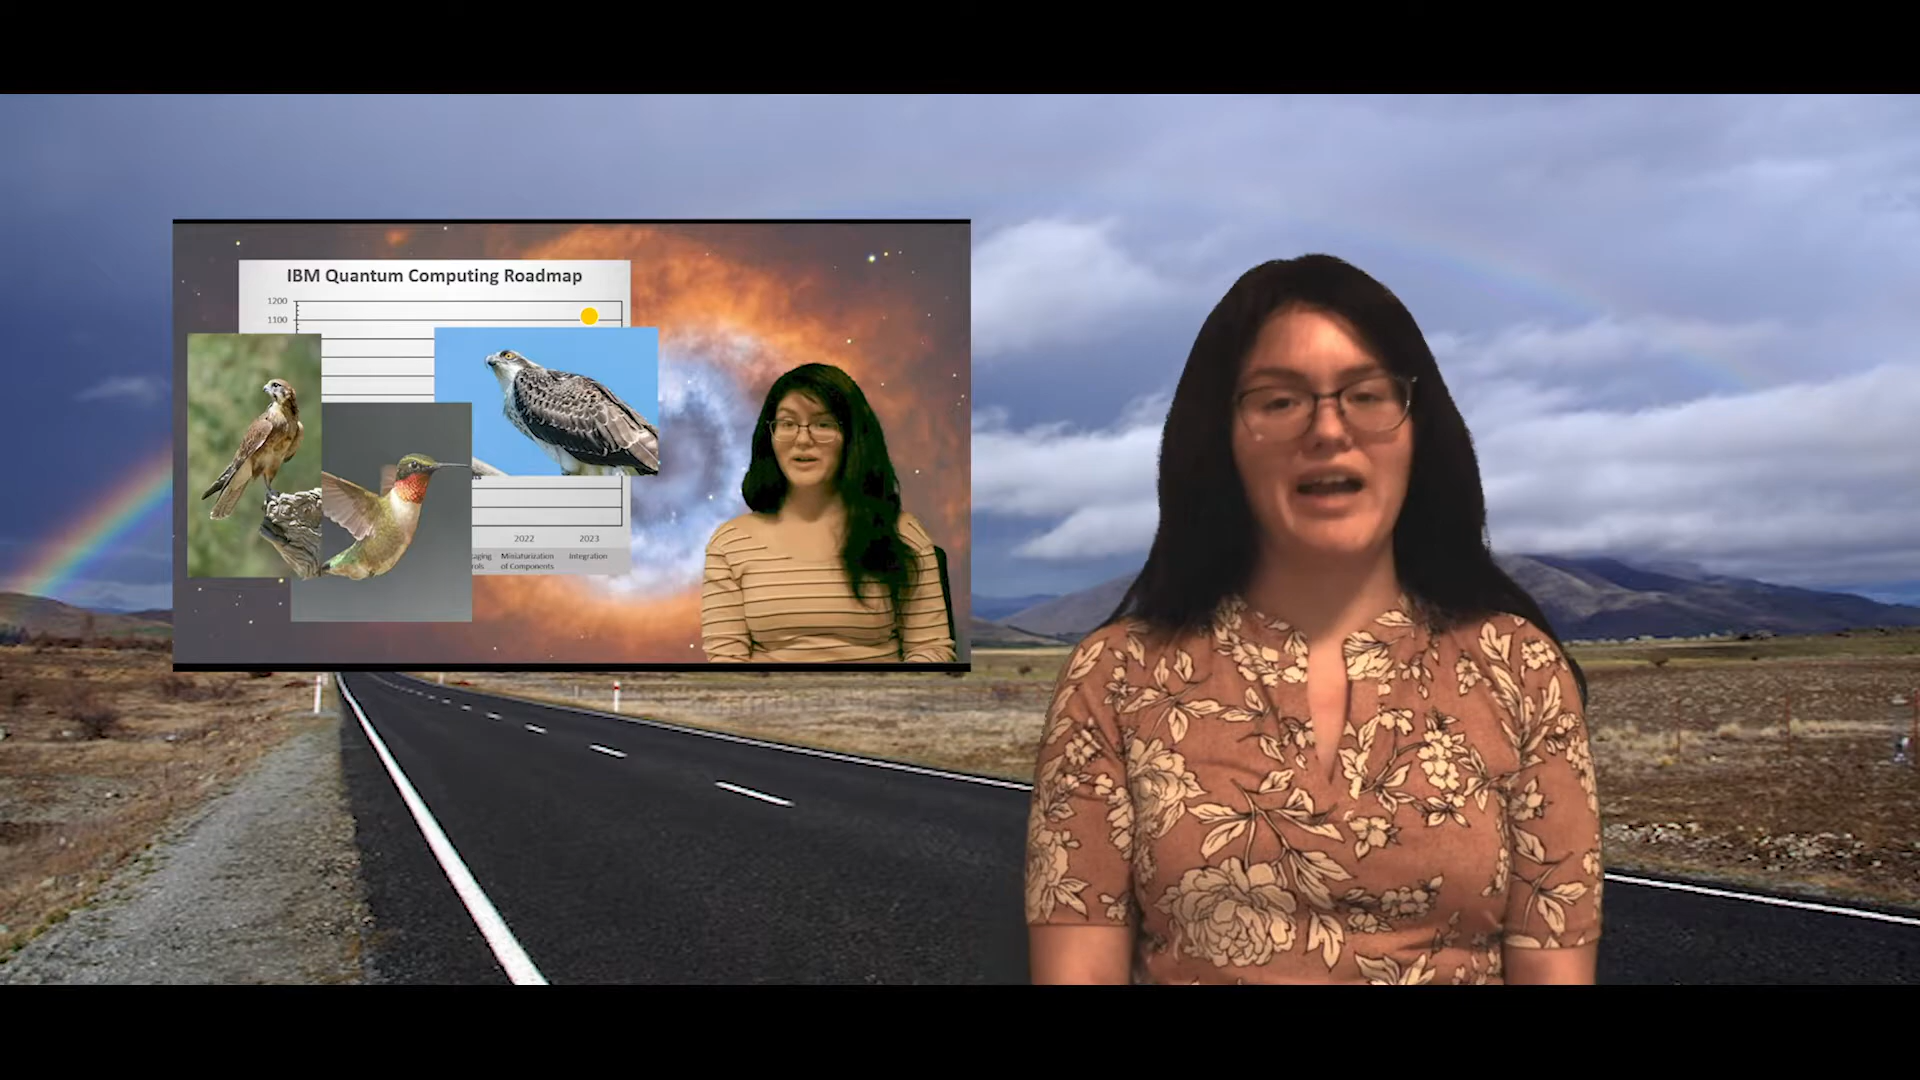 IBM Quantum Computing Roadmap
1200
1100
2022 2023
Miniaturization
of Components
Integration